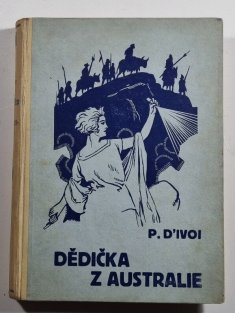 P. D'IVOI
DĚDIČKA
Z AUSTRALIE